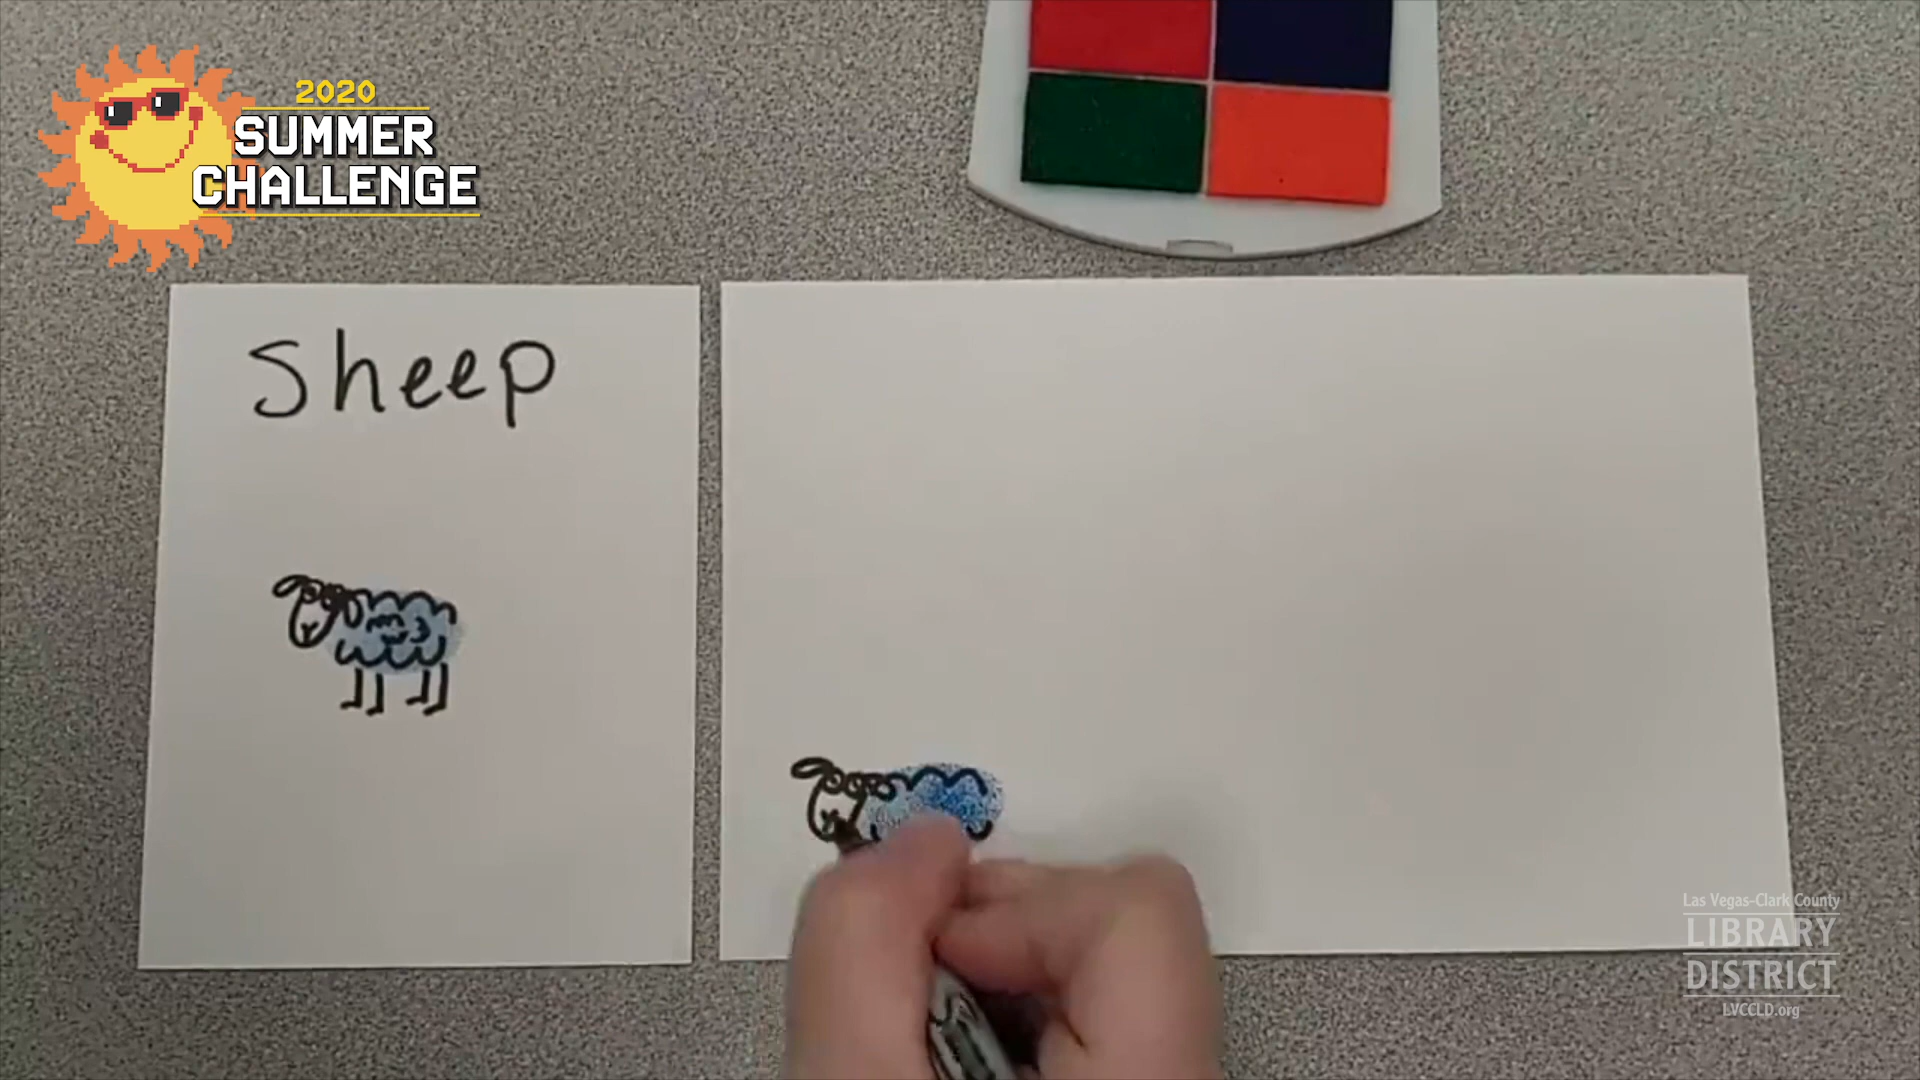 2020
SUMMER
CHALLENGE
Sheep
Las Vegas-Clark County
LIBRARY
DISTRICT
LVCCLD.org